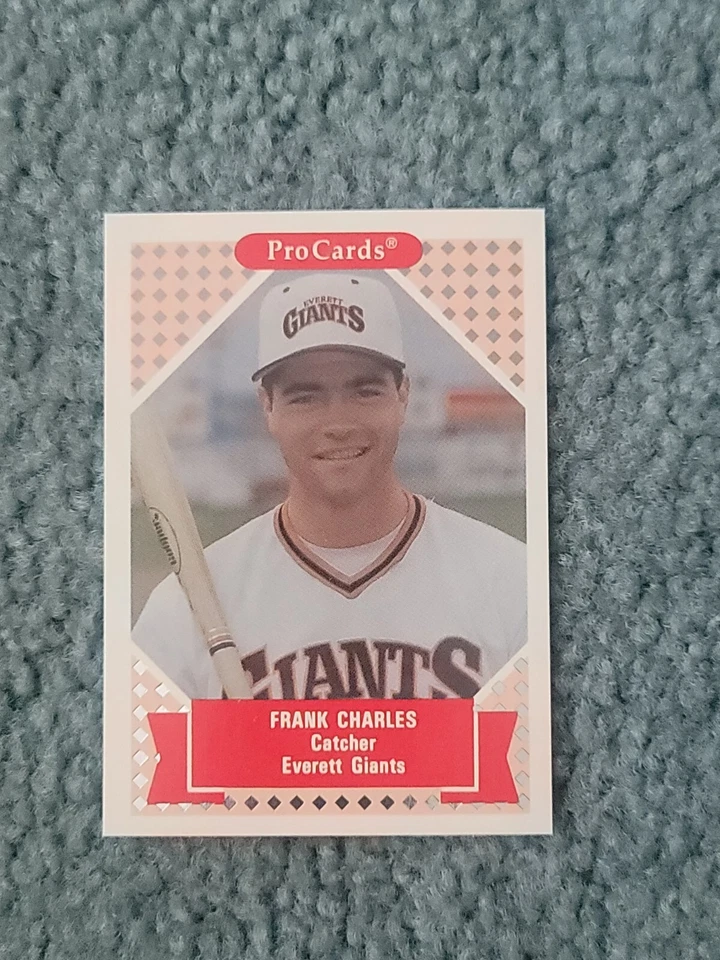 ProCards®
EVERETT
GIANTS
GIANTS
FRANK CHARLES
Catcher
Everett Giants